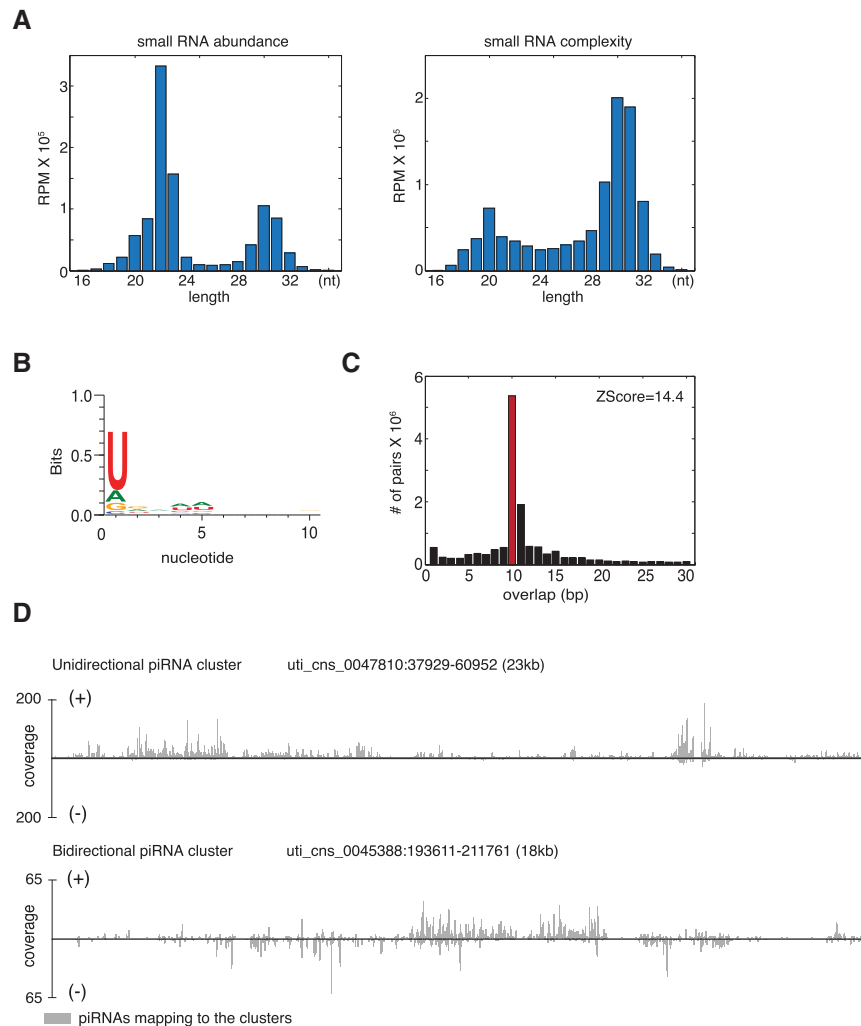 A
small RNA abundance
small RNA complexity
RPM X 10⁵
3
2
1
0
16 20 24 28 32 (nt)
length
RPM X 10⁵
2
1
0
16 20 24 28 32 (nt)
length
B
Bits
1.0
0.5
0.0
U
A
G
0 5 10
nucleotide
C
# of pairs X 10⁶
6
4
2
0
ZScore=14.4
0 5 10 15 20 25 30
overlap (bp)
D
Unidirectional piRNA cluster uti_cns_0047810:37929-60952 (23kb)
200 (+)
coverage
200 (-)
Bidirectional piRNA cluster uti_cns_0045388:193611-211761 (18kb)
65 (+)
coverage
65 (-)
piRNAs mapping to the clusters